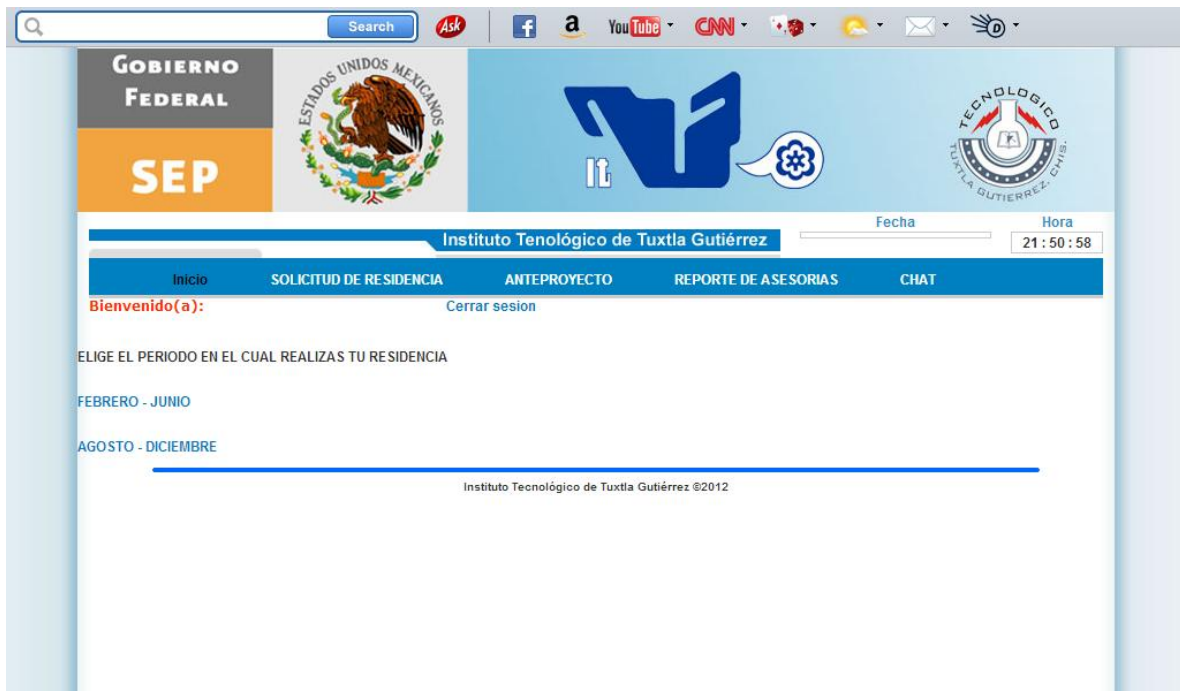 Search Ask f a YouTube CNN D
GOBIERNO
FEDERAL
SEP
ESTADOS UNIDOS MEXICANOS
It
TECNOLOGICO
TUXTLA GUTIERREZ, CHIS.
Fecha Hora
Instituto Tenológico de Tuxtla Gutiérrez 21 : 50 : 58
Inicio SOLICITUD DE RESIDENCIA ANTEPROYECTO REPORTE DE ASESORIAS CHAT
Bienvenido(a): Cerrar sesion
ELIGE EL PERIODO EN EL CUAL REALIZAS TU RESIDENCIA
FEBRERO - JUNIO
AGOSTO - DICIEMBRE
Instituto Tecnológico de Tuxtla Gutiérrez ©2012